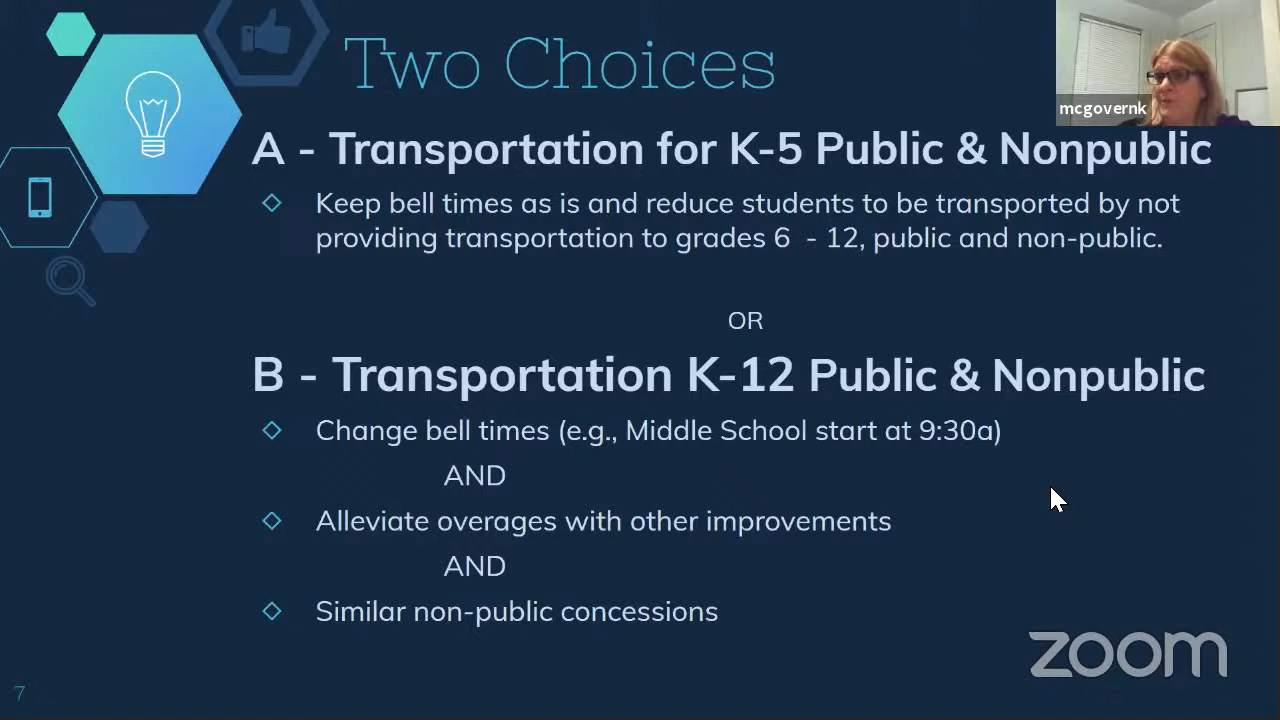 Two Choices
mcgovernk
A - Transportation for K-5 Public & Nonpublic
Keep bell times as is and reduce students to be transported by not
providing transportation to grades 6 - 12, public and non-public.
OR
B - Transportation K-12 Public & Nonpublic
Change bell times (e.g., Middle School start at 9:30a)
AND
Alleviate overages with other improvements
AND
Similar non-public concessions
zoom
7